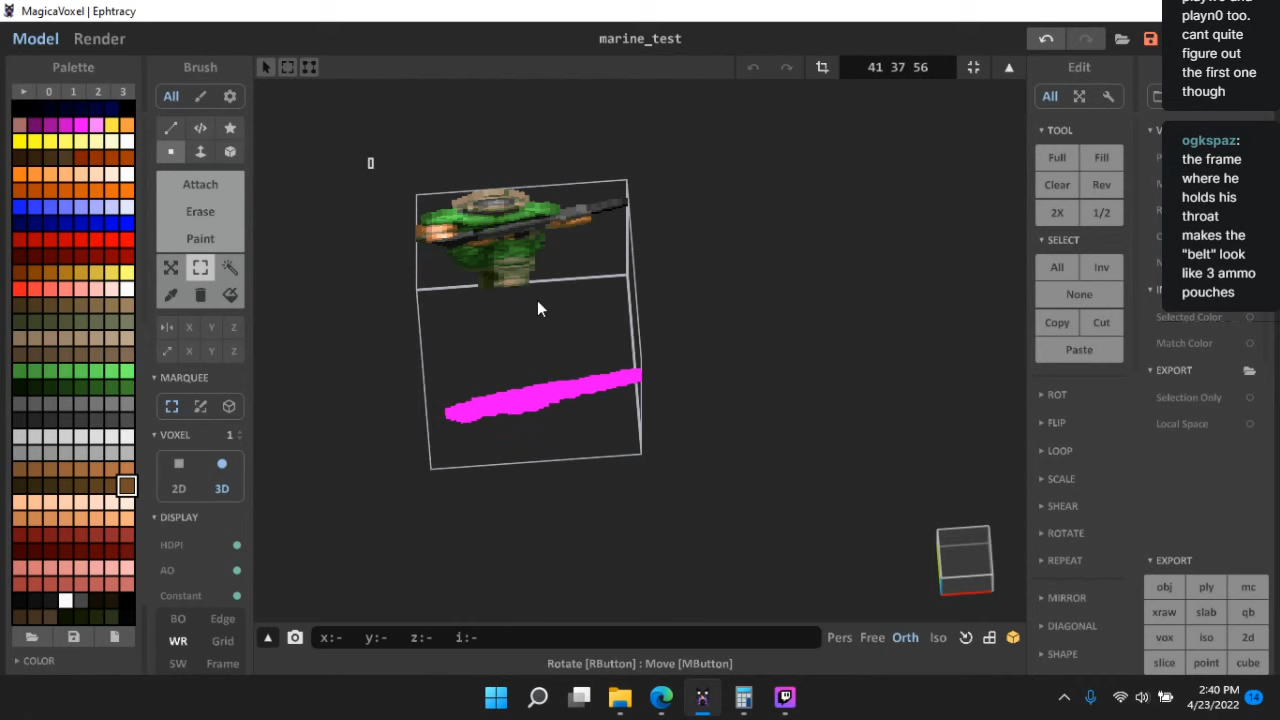 MagicaVoxel | Ephtracy
Model Render
marine_test
Palette
0 1 2 3
COLOR
Brush
All
Attach
Erase
Paint
X Y Z
X Y Z
MARQUEE
VOXEL 1
2D 3D
DISPLAY
HDPI
AO
Constant
BO Edge
WR Grid
SW Frame
41 37 56
x:- y:- z:- i:-
Pers Free Orth Iso
Rotate [RButton] : Move [MButton]
Edit
All
TOOL
Full Fill
Clear Rev
2X 1/2
SELECT
All Inv
None
Copy Cut
Paste
ROT
FLIP
LOOP
SCALE
SHEAR
ROTATE
REPEAT
MIRROR
DIAGONAL
SHAPE
playn0 too.
cant quite
figure out
the first one
though
ogkspaz:
the frame
where he
holds his
throat
makes the
"belt" look
like 3 ammo
pouches
Selected Color
Match Color
EXPORT
Selection Only
Local Space
EXPORT
obj ply mc
xraw slab qb
vox iso 2d
slice point cube
2:40 PM
4/23/2022
14